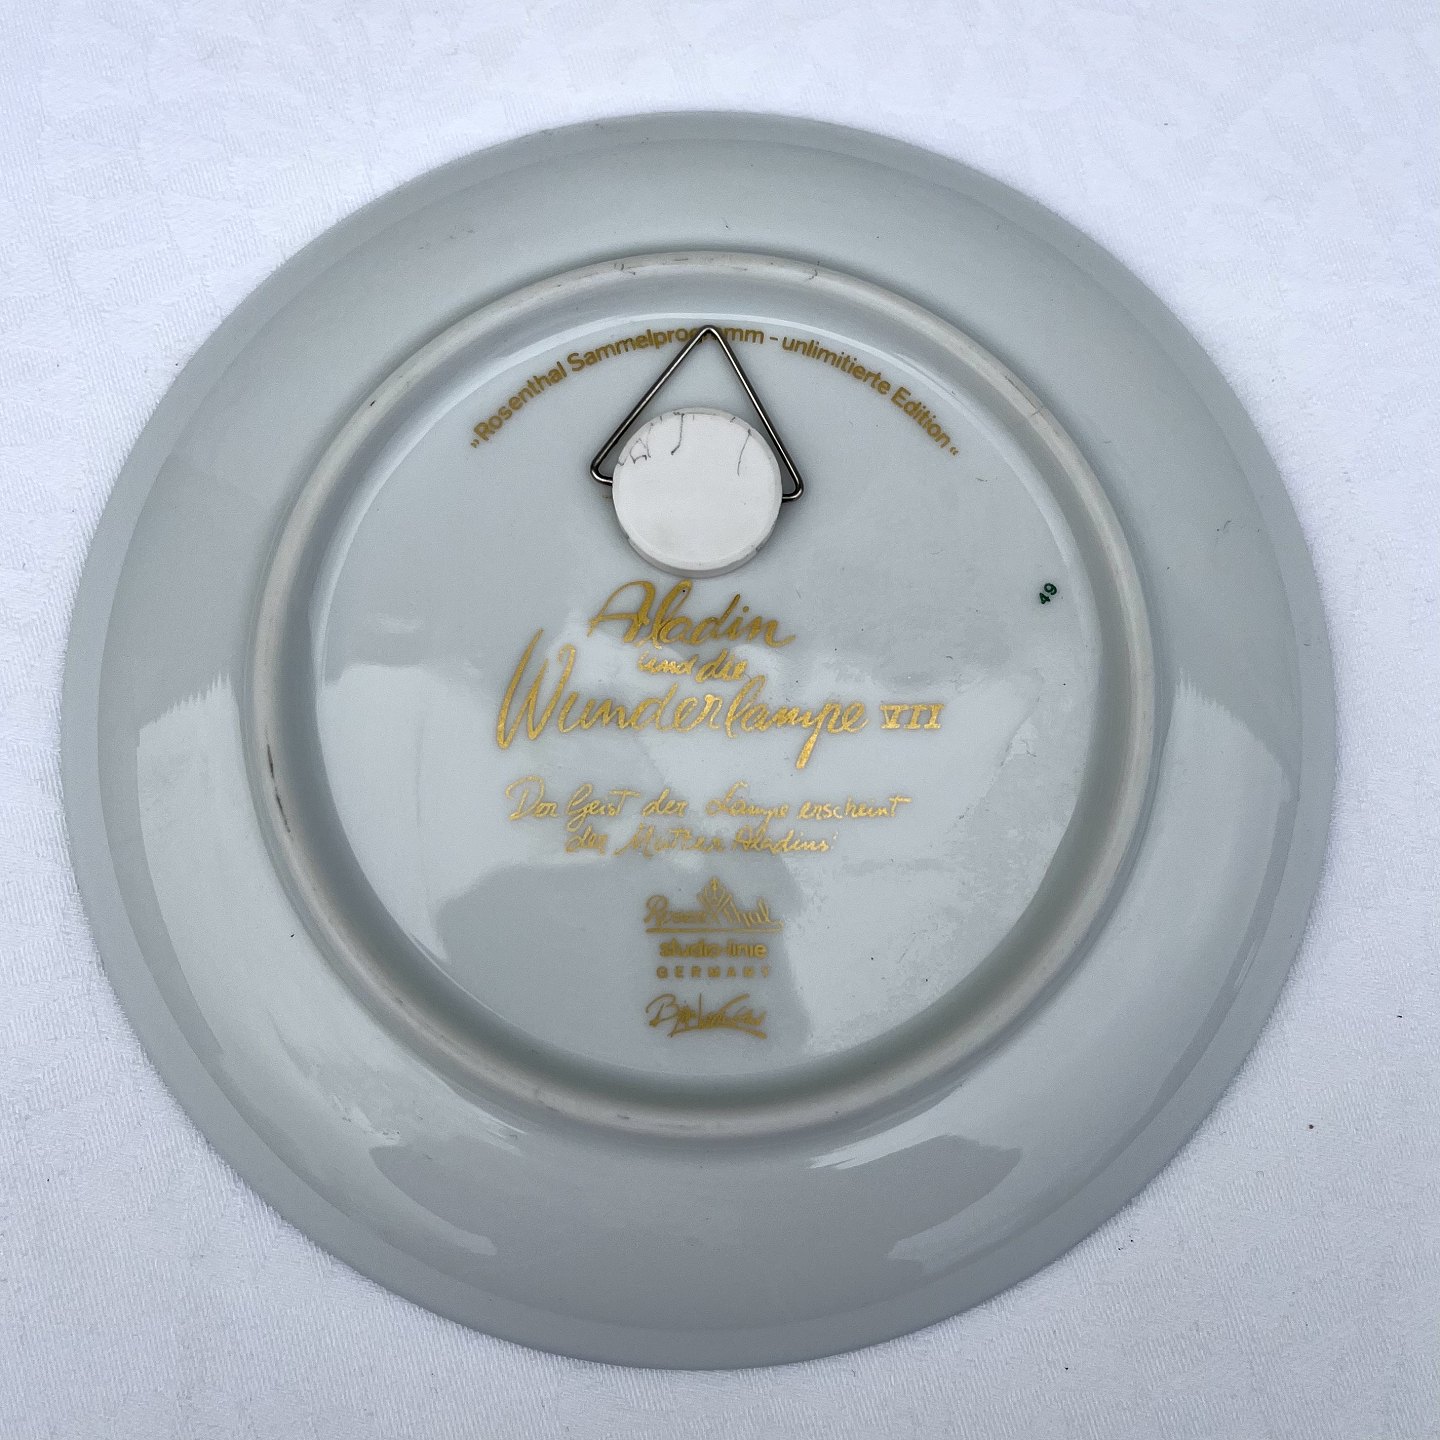 „Rosenthal Sammelprogramm - unlimitierte Edition“
49
Aladin
und die
Wunderlampe VII
Der Geist der Lampe erscheint
der Mutter Aladins!
Rosenthal
studio-linie
GERMANY